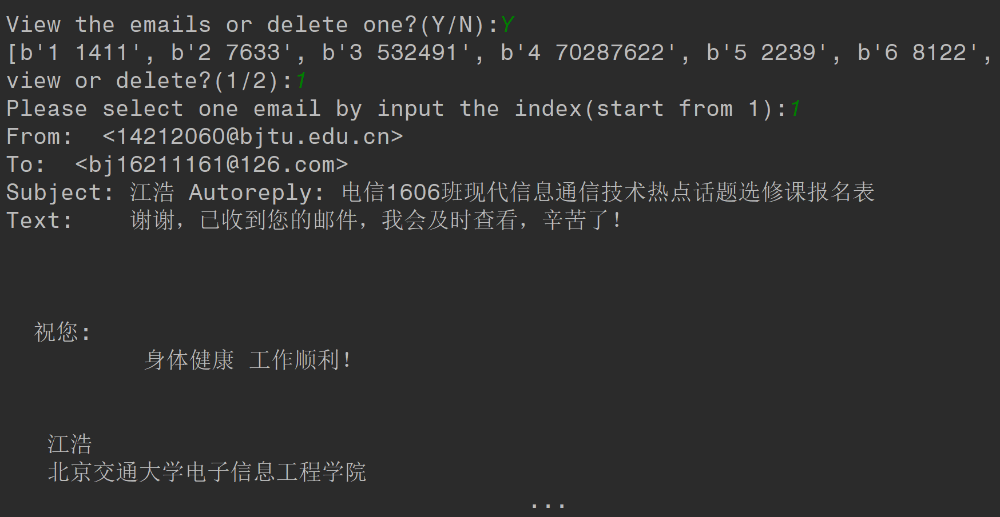 View the emails or delete one?(Y/N):Y
[b'1 1411', b'2 7633', b'3 532491', b'4 70287622', b'5 2239', b'6 8122',
view or delete?(1/2):1
Please select one email by input the index(start from 1):1
From:  <14212060@bjtu.edu.cn>
To:  <bj16211161@126.com>
Subject: 江浩 Autoreply: 电信1606班现代信息通信技术热点话题选修课报名表
Text:    谢谢，已收到您的邮件，我会及时查看，辛苦了！
祝您：
身体健康 工作顺利！
江浩
北京交通大学电子信息工程学院
...